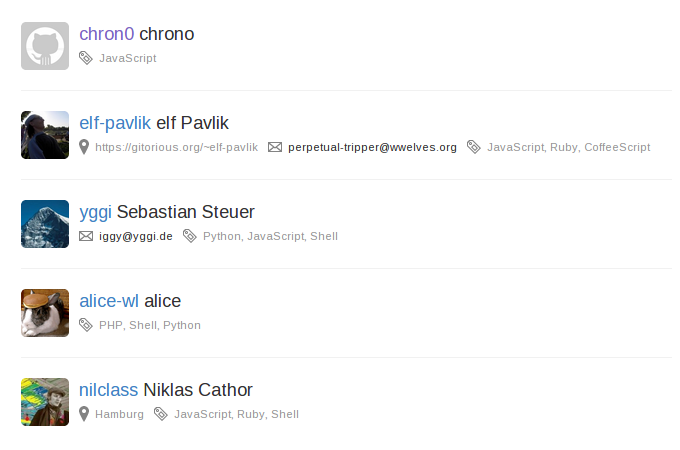 chron0 chrono
JavaScript
elf-pavlik elf Pavlik
https://gitorious.org/~elf-pavlik perpetual-tripper@wwelves.org JavaScript, Ruby, CoffeeScript
yggi Sebastian Steuer
iggy@yggi.de Python, JavaScript, Shell
alice-wl alice
PHP, Shell, Python
nilclass Niklas Cathor
Hamburg JavaScript, Ruby, Shell